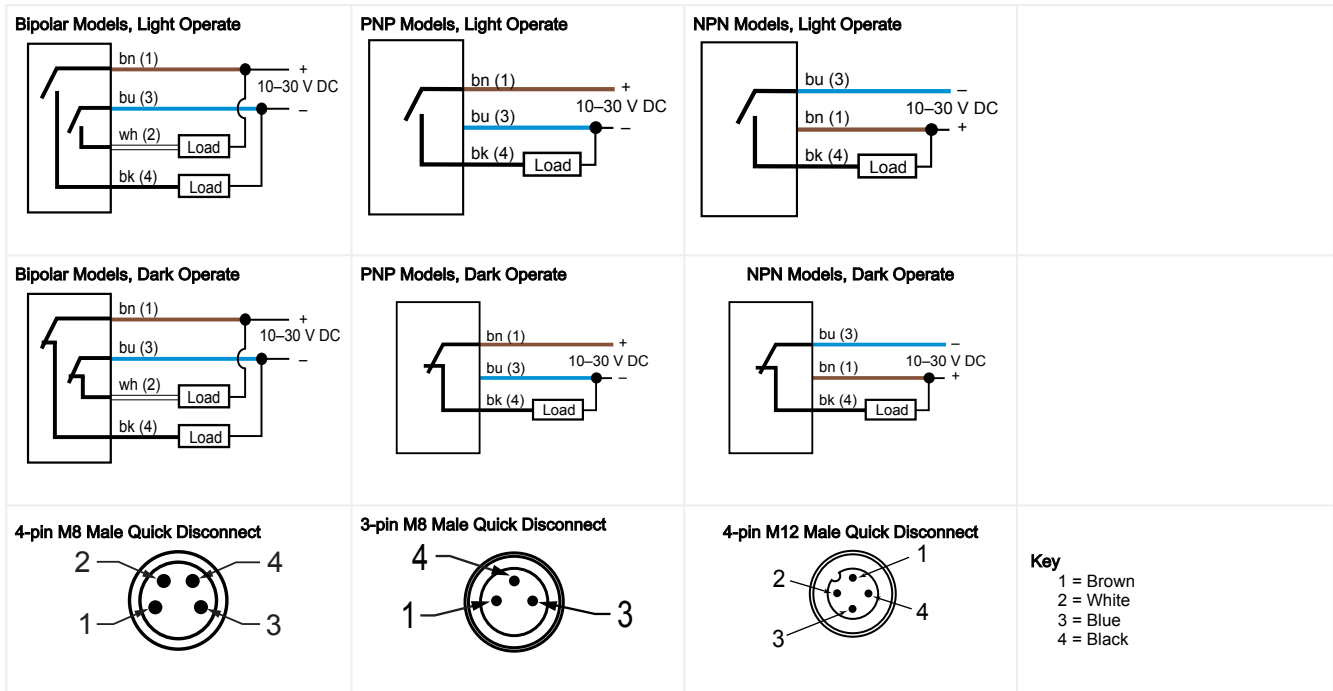 Bipolar Models, Light Operate
bn (1)
+
10–30 V DC
bu (3)
–
wh (2)
Load
bk (4)
Load
PNP Models, Light Operate
bn (1)
+
10–30 V DC
bu (3)
–
bk (4)
Load
NPN Models, Light Operate
bu (3)
–
10–30 V DC
bn (1)
+
bk (4)
Load
Bipolar Models, Dark Operate
bn (1)
+
10–30 V DC
bu (3)
–
wh (2)
Load
bk (4)
Load
PNP Models, Dark Operate
bn (1)
+
10–30 V DC
bu (3)
–
bk (4)
Load
NPN Models, Dark Operate
bu (3)
–
10–30 V DC
bn (1)
+
bk (4)
Load
4-pin M8 Male Quick Disconnect
2
4
1
3
3-pin M8 Male Quick Disconnect
4
1
3
4-pin M12 Male Quick Disconnect
1
2
4
3
Key
1 = Brown
2 = White
3 = Blue
4 = Black